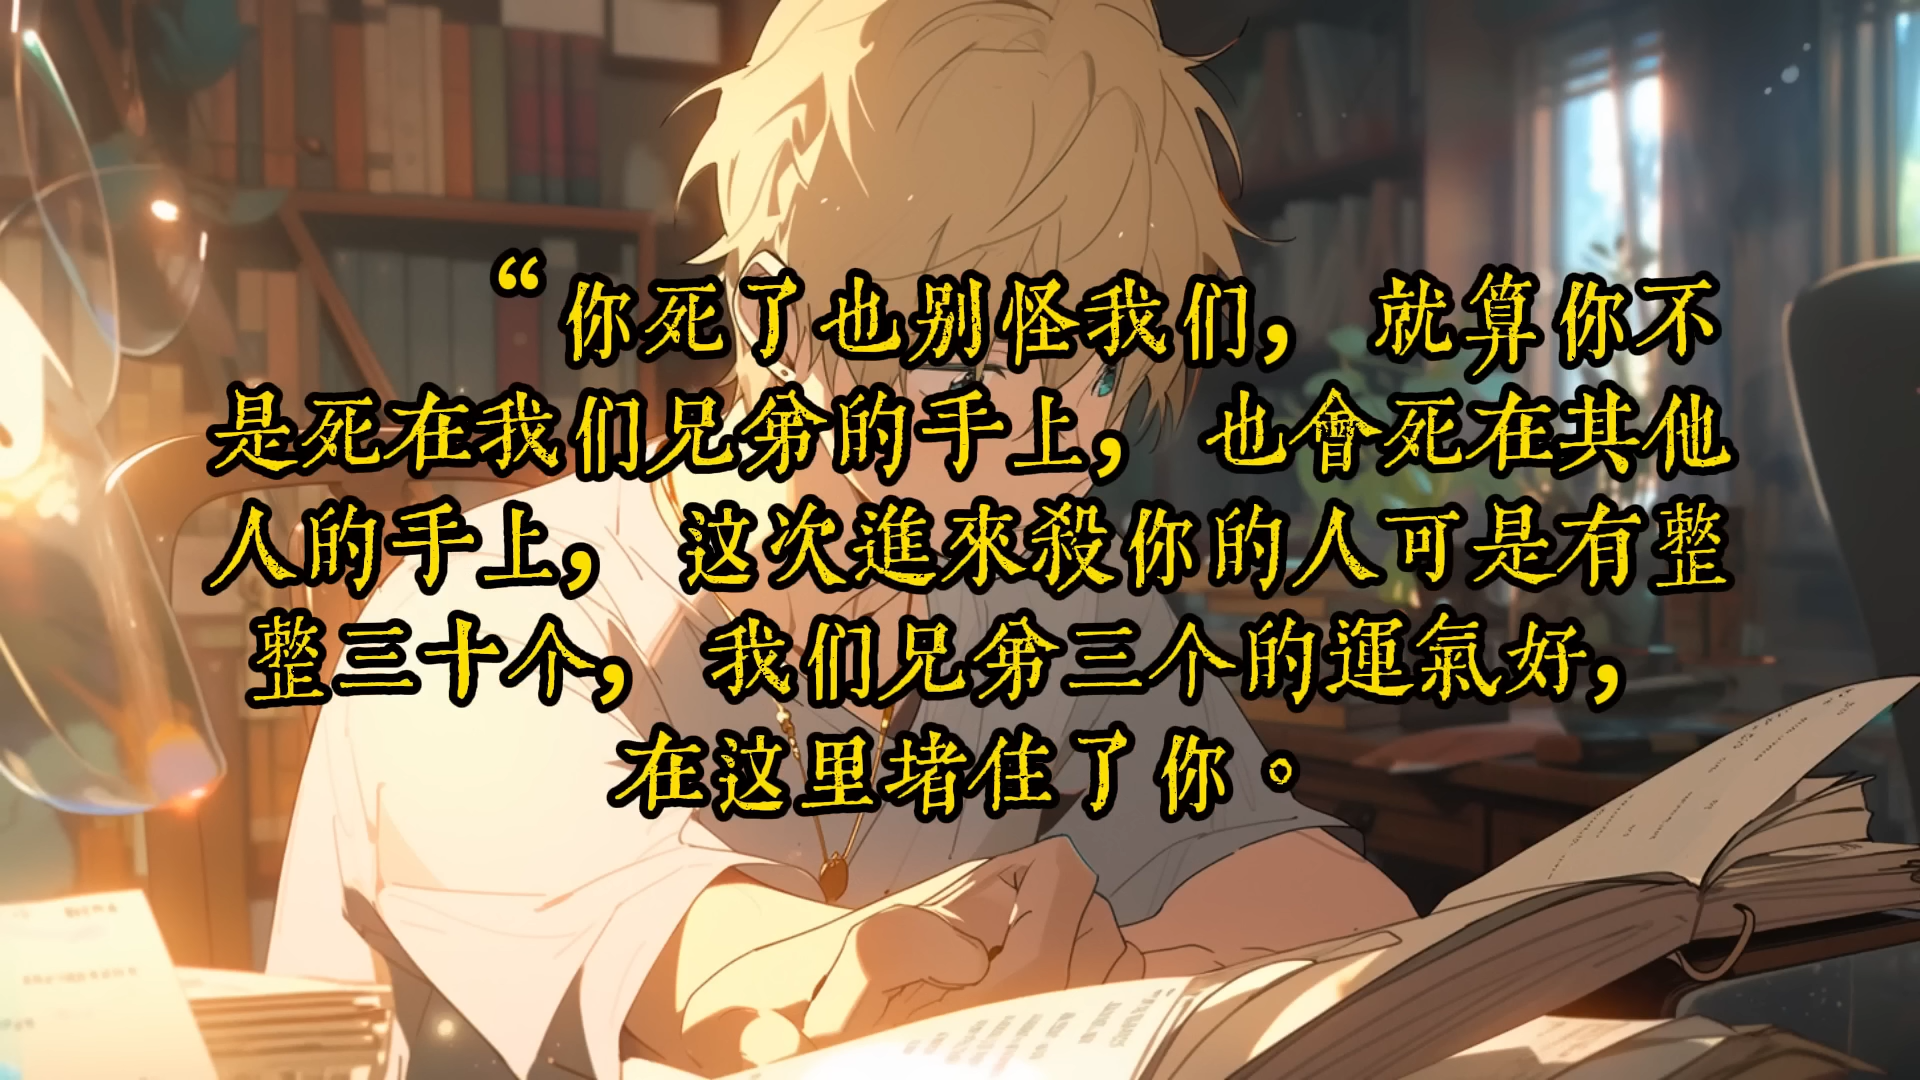 “你死了也别怪我们，就算你不
是死在我们兄弟的手上，也會死在其他
人的手上，这次進來殺你的人可是有整
整三十个，我们兄弟三个的運氣好，
在这里堵住了你。